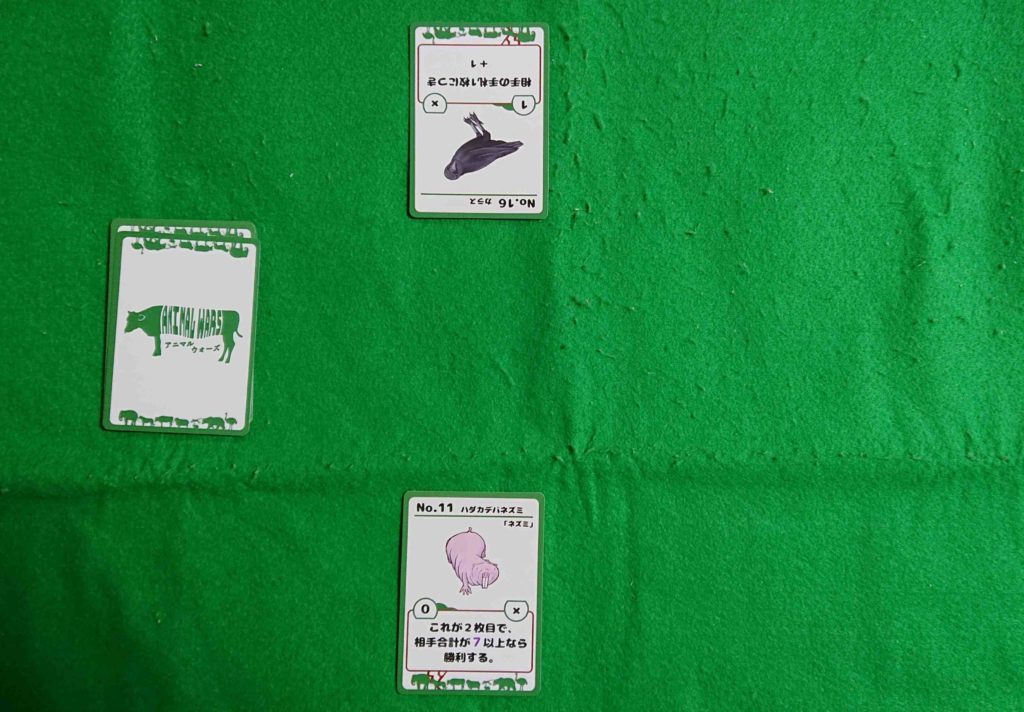 相手の手札1枚につき
+1
1
×
No.16 カラス
ANIMAL WARS
アニマル
ウォーズ
No.11 ハダカデバネズミ
「ネズミ」
0
×
これが2枚目で、
相手合計が7以上なら
勝利する。